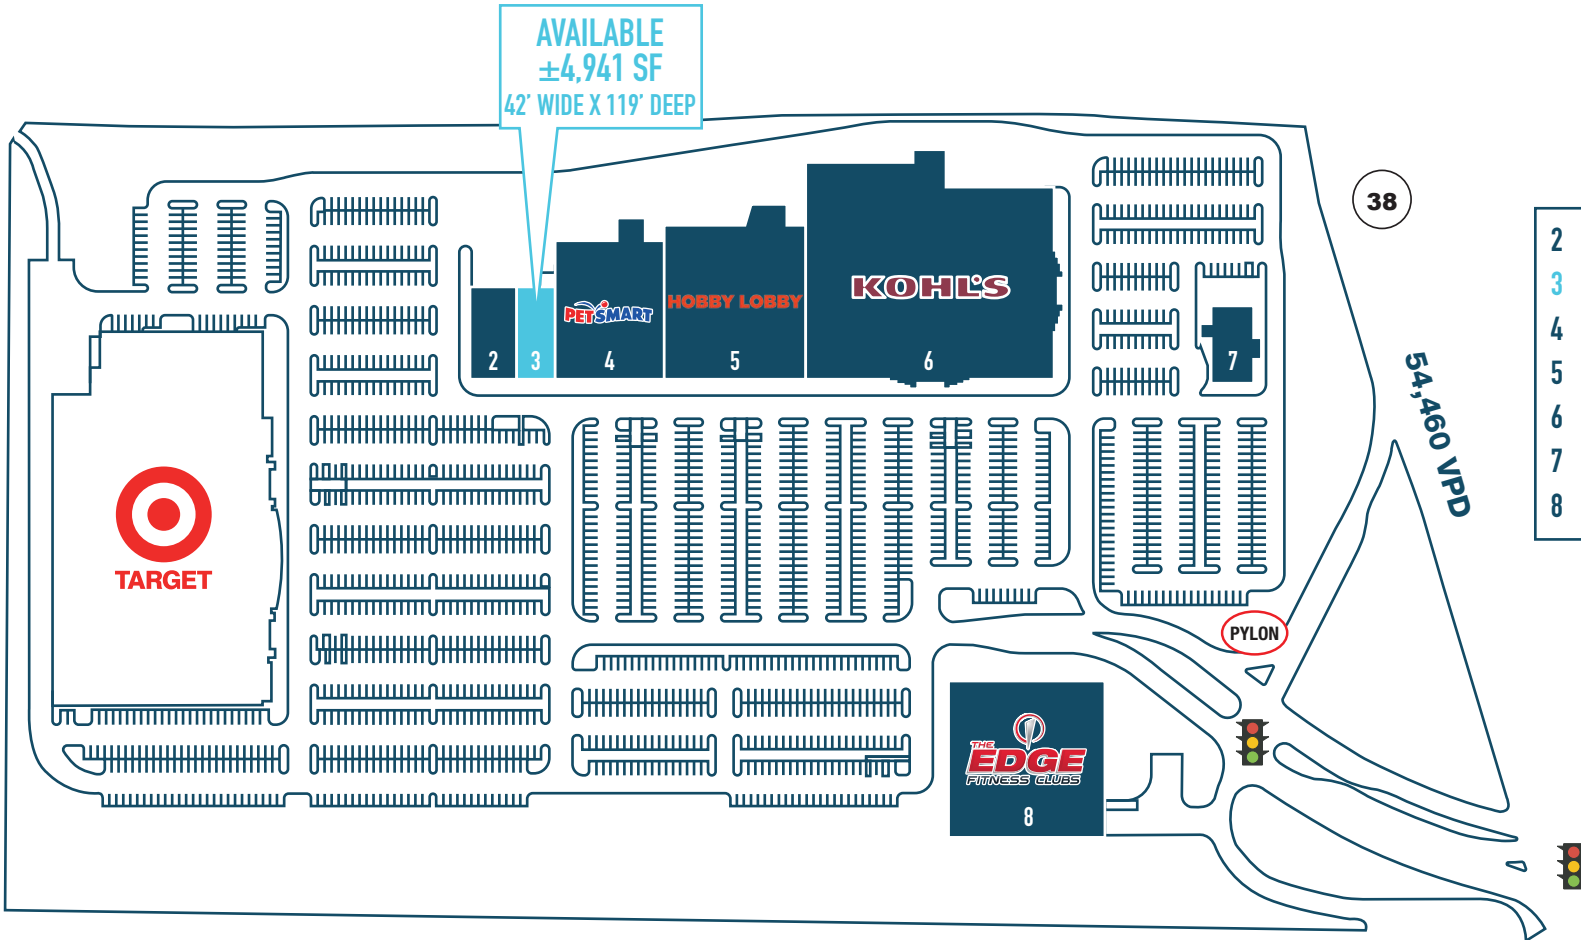 AVAILABLE
±4,941 SF
42' WIDE X 119' DEEP
38
2
3
4
5
6
7
8
PETSMART
HOBBY LOBBY
KOHL'S
2
3
4
5
6
7
54,460 VPD
TARGET
PYLON
THE
EDGE
FITNESS CLUBS
8